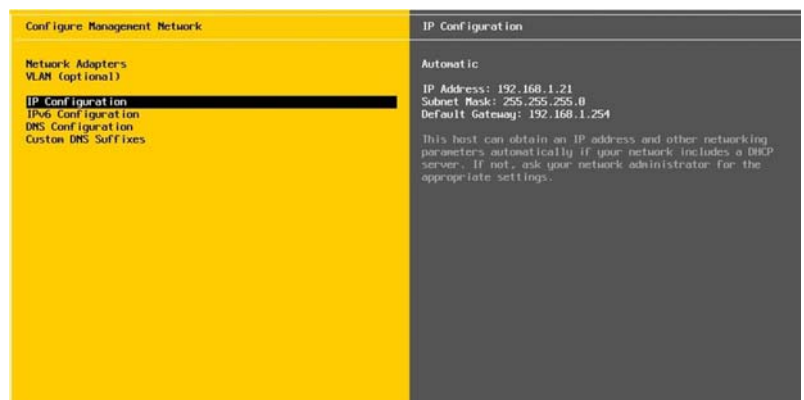 Configure Management Network
Network Adapters
VLAN (optional)
IP Configuration
IPv6 Configuration
DNS Configuration
Custom DNS Suffixes
IP Configuration
Automatic
IP Address: 192.168.1.21
Subnet Mask: 255.255.255.0
Default Gateway: 192.168.1.254
This host can obtain an IP address and other networking
parameters automatically if your network includes a DHCP
server. If not, ask your network administrator for the
appropriate settings.